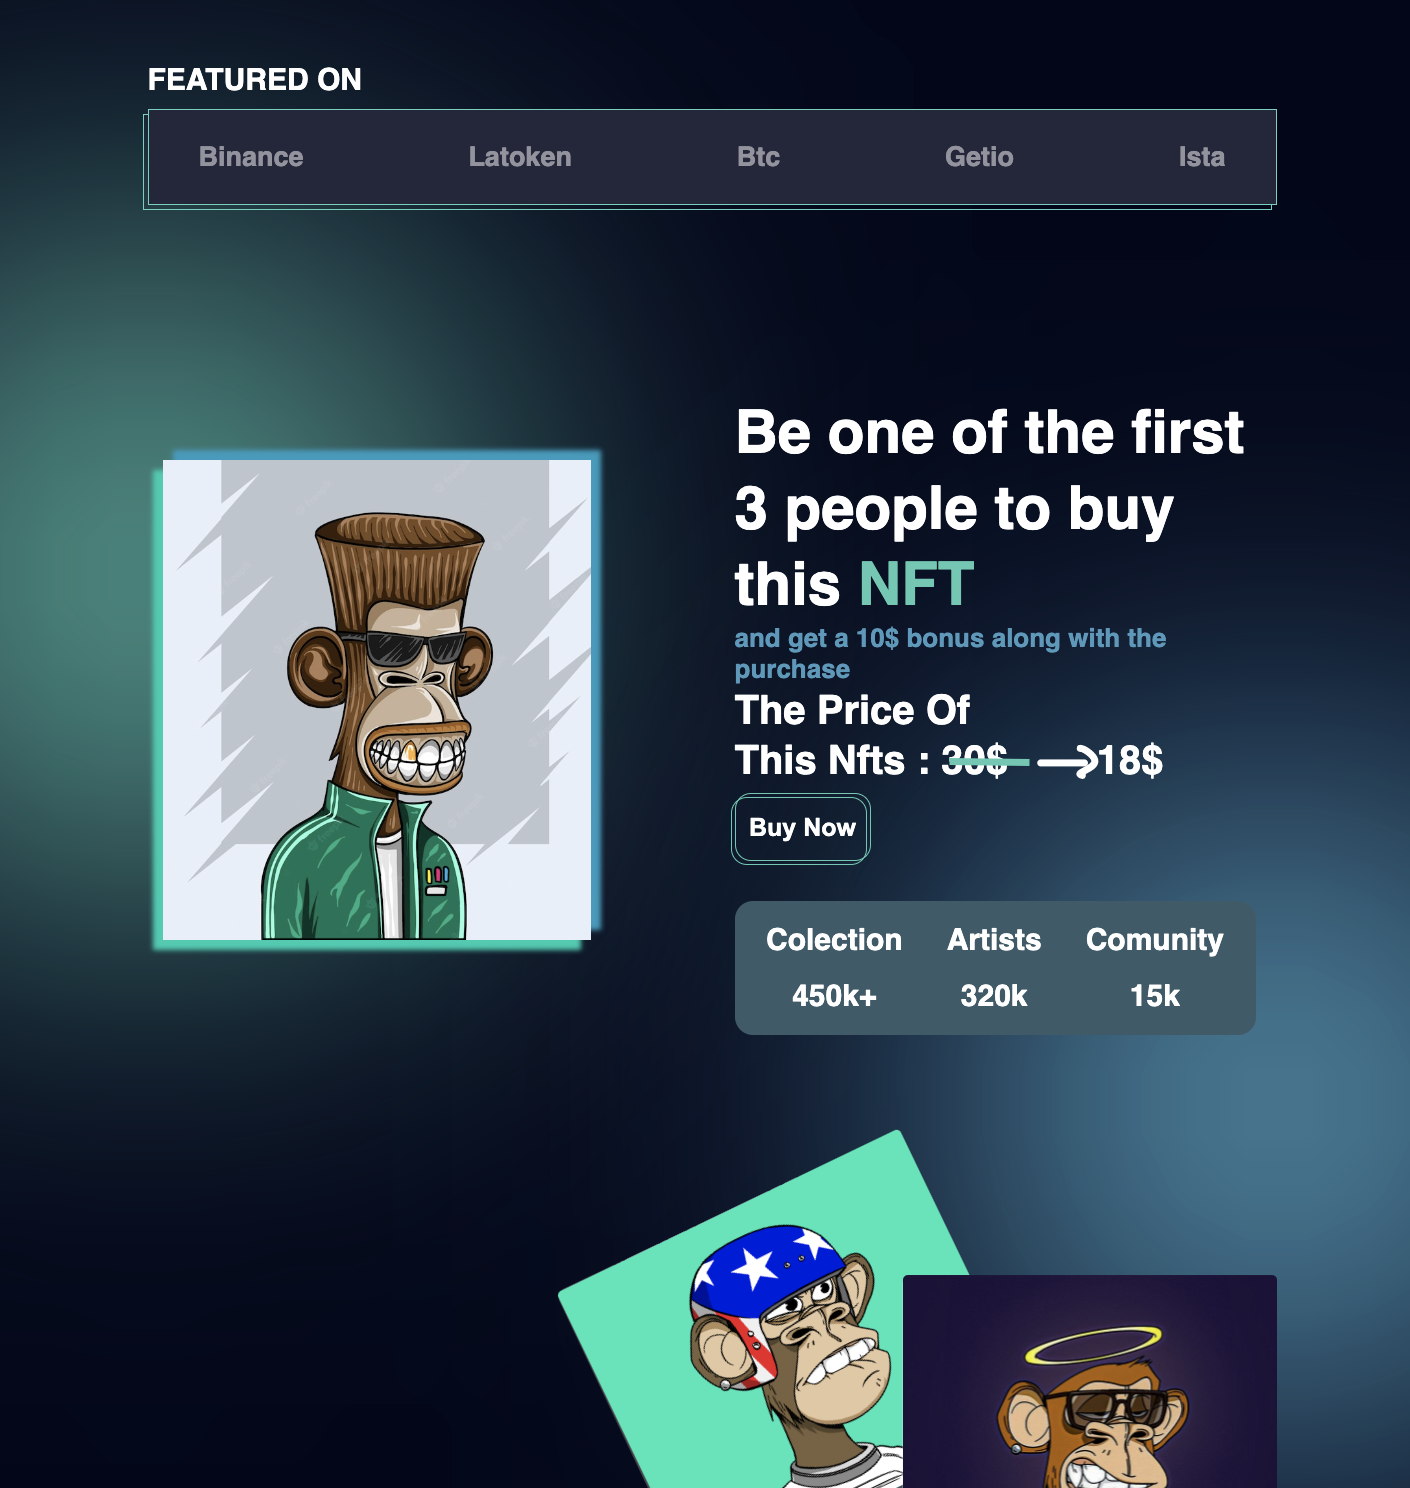 FEATURED ON
Binance Latoken Btc Getio Ista
Be one of the first
3 people to buy
this NFT
and get a 10$ bonus along with the
purchase
The Price Of
This Nfts : 30$ 18$
Buy Now
Colection Artists Comunity
450k+ 320k 15k